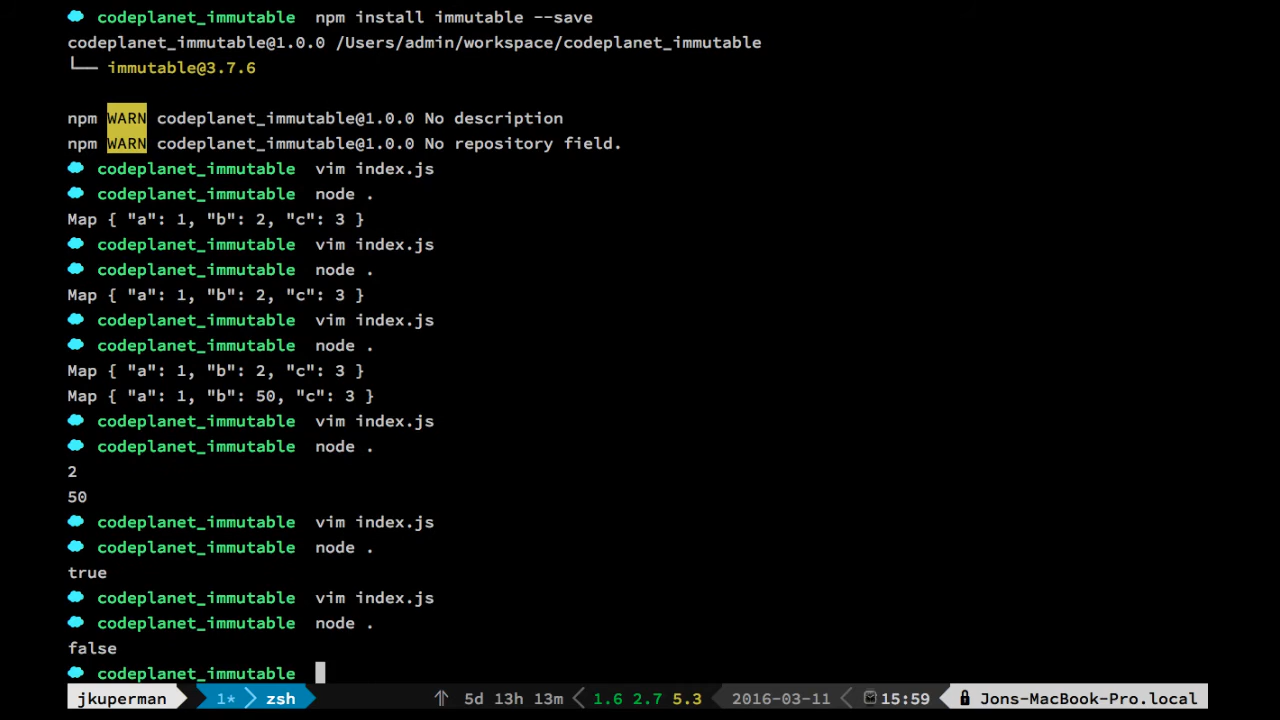 codeplanet_immutable npm install immutable --save
codeplanet_immutable@1.0.0 /Users/admin/workspace/codeplanet_immutable
└── immutable@3.7.6
npm WARN codeplanet_immutable@1.0.0 No description
npm WARN codeplanet_immutable@1.0.0 No repository field.
codeplanet_immutable vim index.js
codeplanet_immutable node .
Map { "a": 1, "b": 2, "c": 3 }
codeplanet_immutable vim index.js
codeplanet_immutable node .
Map { "a": 1, "b": 2, "c": 3 }
codeplanet_immutable vim index.js
codeplanet_immutable node .
Map { "a": 1, "b": 2, "c": 3 }
Map { "a": 1, "b": 50, "c": 3 }
codeplanet_immutable vim index.js
codeplanet_immutable node .
2
50
codeplanet_immutable vim index.js
codeplanet_immutable node .
true
codeplanet_immutable vim index.js
codeplanet_immutable node .
false
codeplanet_immutable
jkuperman 1* zsh 5d 13h 13m 1.6 2.7 5.3 2016-03-11 15:59 Jons-MacBook-Pro.local